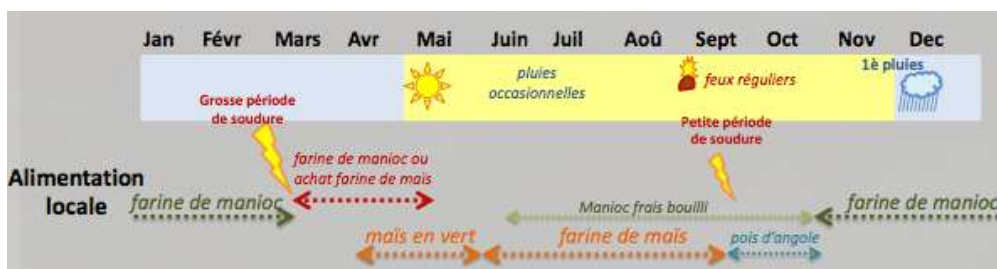 Jan Févr Mars Avr Mai Juin Juil Aoû Sept Oct Nov Dec
1è pluies
pluies
occasionnelles
feux réguliers
Grosse période
de soudure
Petite période
de soudure
farine de manioc ou
achat farine de maïs
Alimentation
locale
farine de manioc
Manioc frais bouilli
farine de manioc
maïs en vert
farine de maïs
pois d'angole